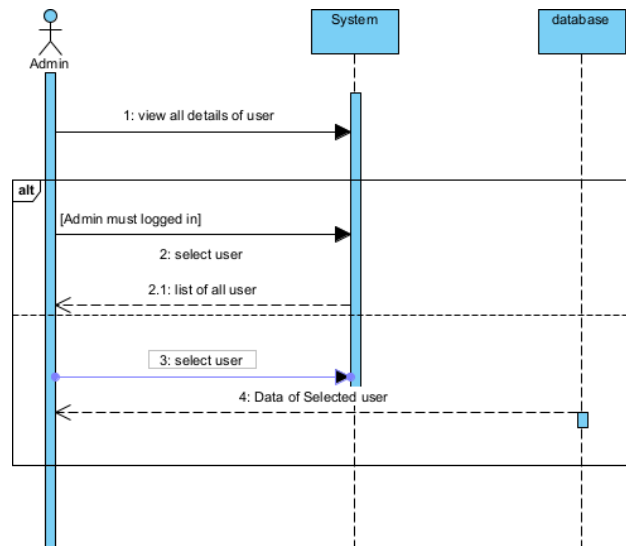 Admin
System
database
1: view all details of user
alt
[Admin must logged in]
2: select user
2.1: list of all user
3: select user
4: Data of Selected user